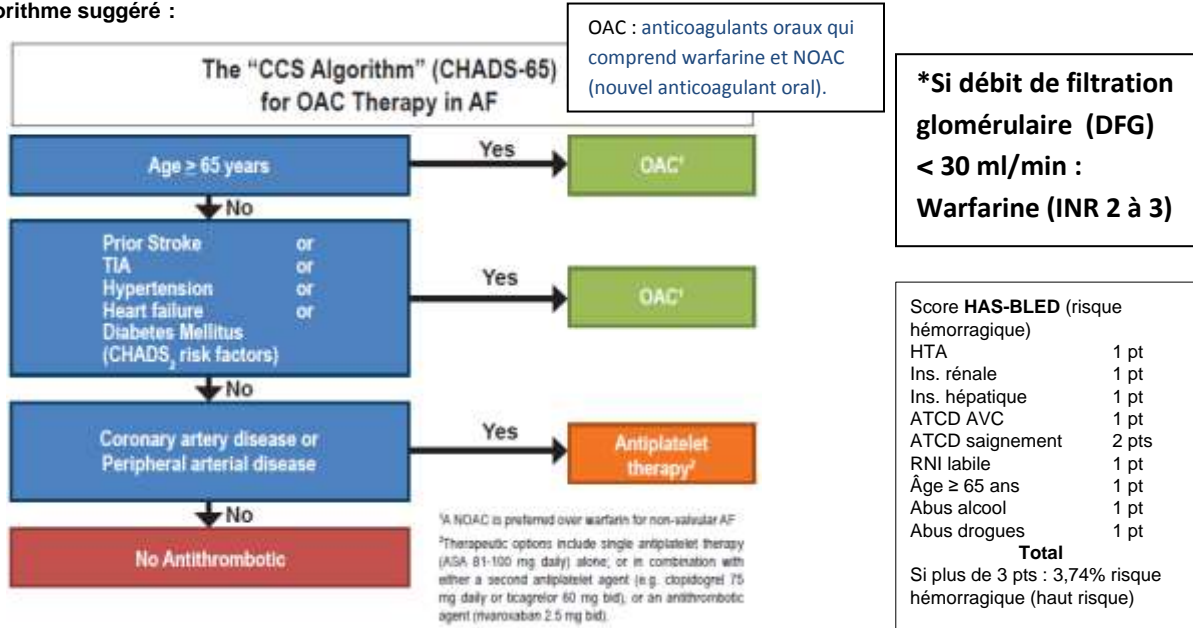 orithme suggéré :
The “CCS Algorithm” (CHADS-65)
for OAC Therapy in AF
OAC : anticoagulants oraux qui
comprend warfarine et NOAC
(nouvel anticoagulant oral).
Age ≥ 65 years
Yes
OAC¹
No
Prior Stroke or
TIA or
Hypertension or
Heart failure or
Diabetes Mellitus
(CHADS₂ risk factors)
Yes
OAC¹
No
Coronary artery disease or
Peripheral arterial disease
Yes
Antiplatelet
therapy²
No
No Antithrombotic
¹A NOAC is preferred over warfarin for non-valvular AF
²Therapeutic options include single antiplatelet therapy
(ASA 81-100 mg daily) alone; or in combination with
either a second antiplatelet agent (e.g. clopidogrel 75
mg daily or ticagrelor 60 mg bid), or an antithrombotic
agent (rivaroxaban 2.5 mg bid).
*Si débit de filtration
glomérulaire (DFG)
< 30 ml/min :
Warfarine (INR 2 à 3)
Score HAS-BLED (risque
hémorragique)
HTA 1 pt
Ins. rénale 1 pt
Ins. hépatique 1 pt
ATCD AVC 1 pt
ATCD saignement 2 pts
RNI labile 1 pt
Âge ≥ 65 ans 1 pt
Abus alcool 1 pt
Abus drogues 1 pt
Total
Si plus de 3 pts : 3,74% risque
hémorragique (haut risque)